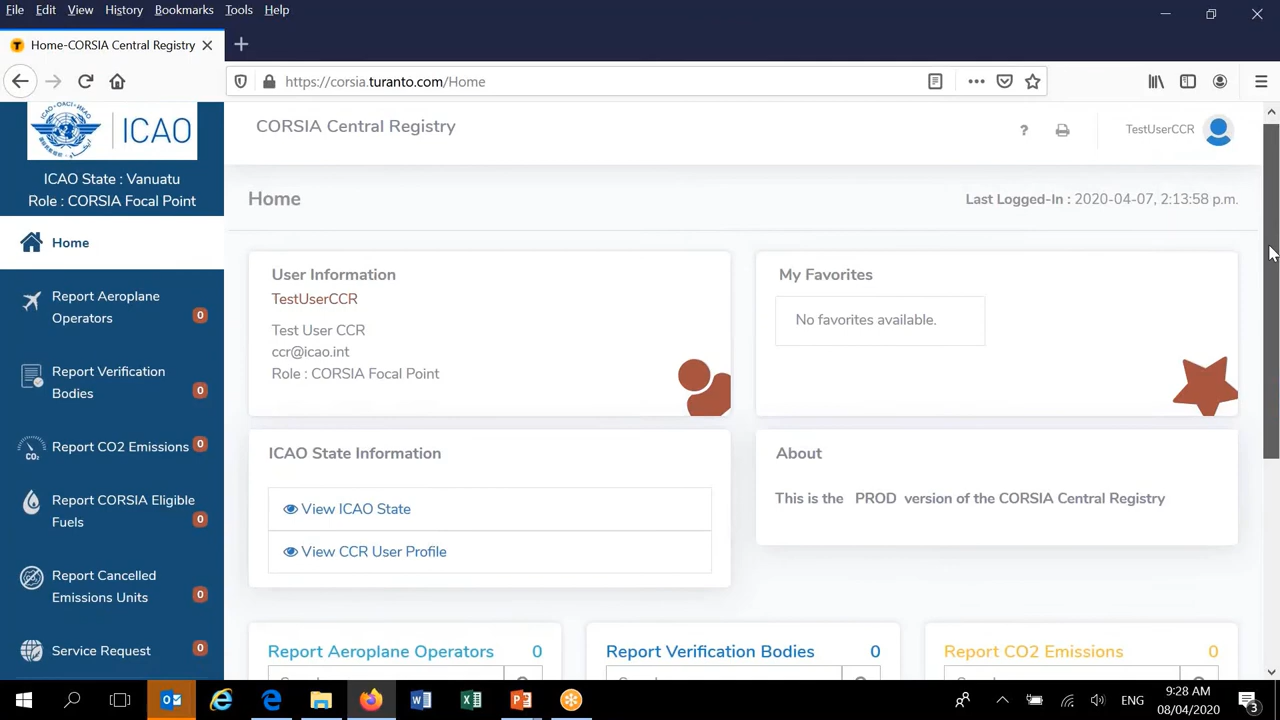 File Edit View History Bookmarks Tools Help
Home-CORSIA Central Registry
https://corsia.turanto.com/Home
ICAO
CORSIA Central Registry
? TestUserCCR
ICAO State : Vanuatu
Role : CORSIA Focal Point
Home
Last Logged-In : 2020-04-07, 2:13:58 p.m.
Home
Report Aeroplane
Operators 0
Report Verification
Bodies 0
Report CO2 Emissions 0
Report CORSIA Eligible
Fuels 0
Report Cancelled
Emissions Units 0
Service Request 0
User Information
TestUserCCR
Test User CCR
ccr@icao.int
Role : CORSIA Focal Point
My Favorites
No favorites available.
ICAO State Information
View ICAO State
View CCR User Profile
About
This is the PROD version of the CORSIA Central Registry
Report Aeroplane Operators 0
Report Verification Bodies 0
Report CO2 Emissions 0
ENG
9:28 AM
08/04/2020
3